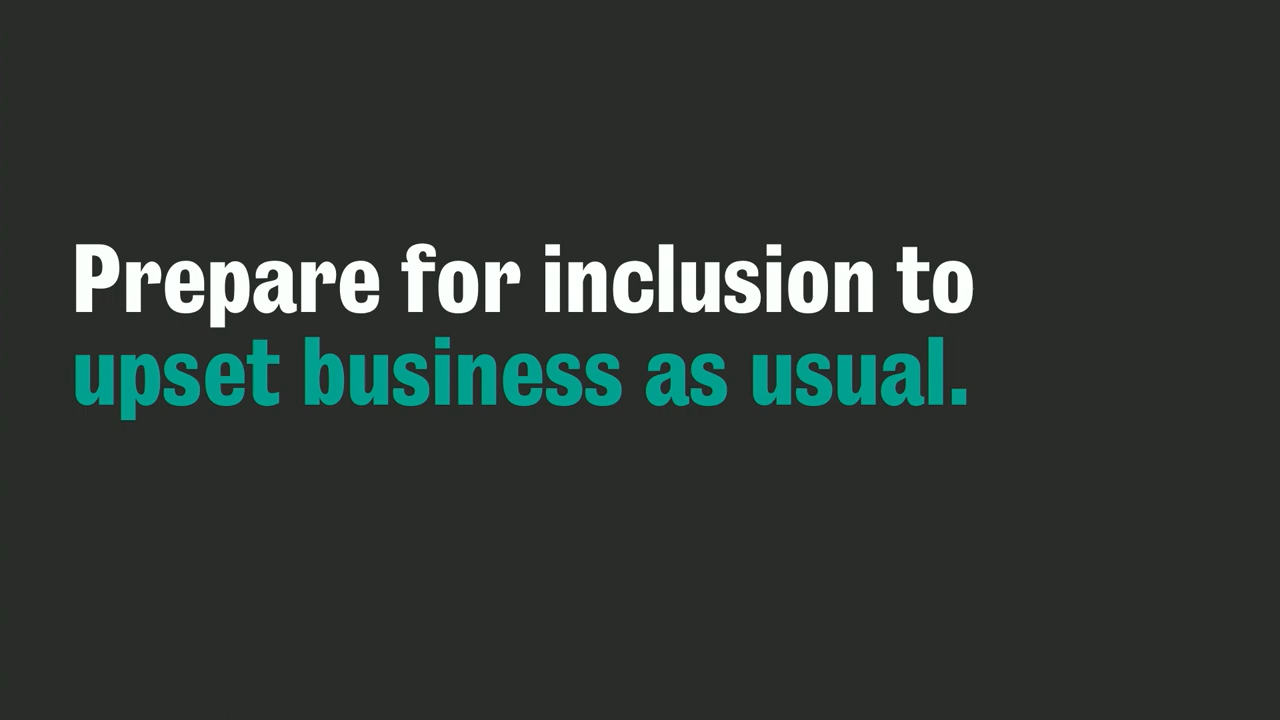 Prepare for inclusion to
upset business as usual.